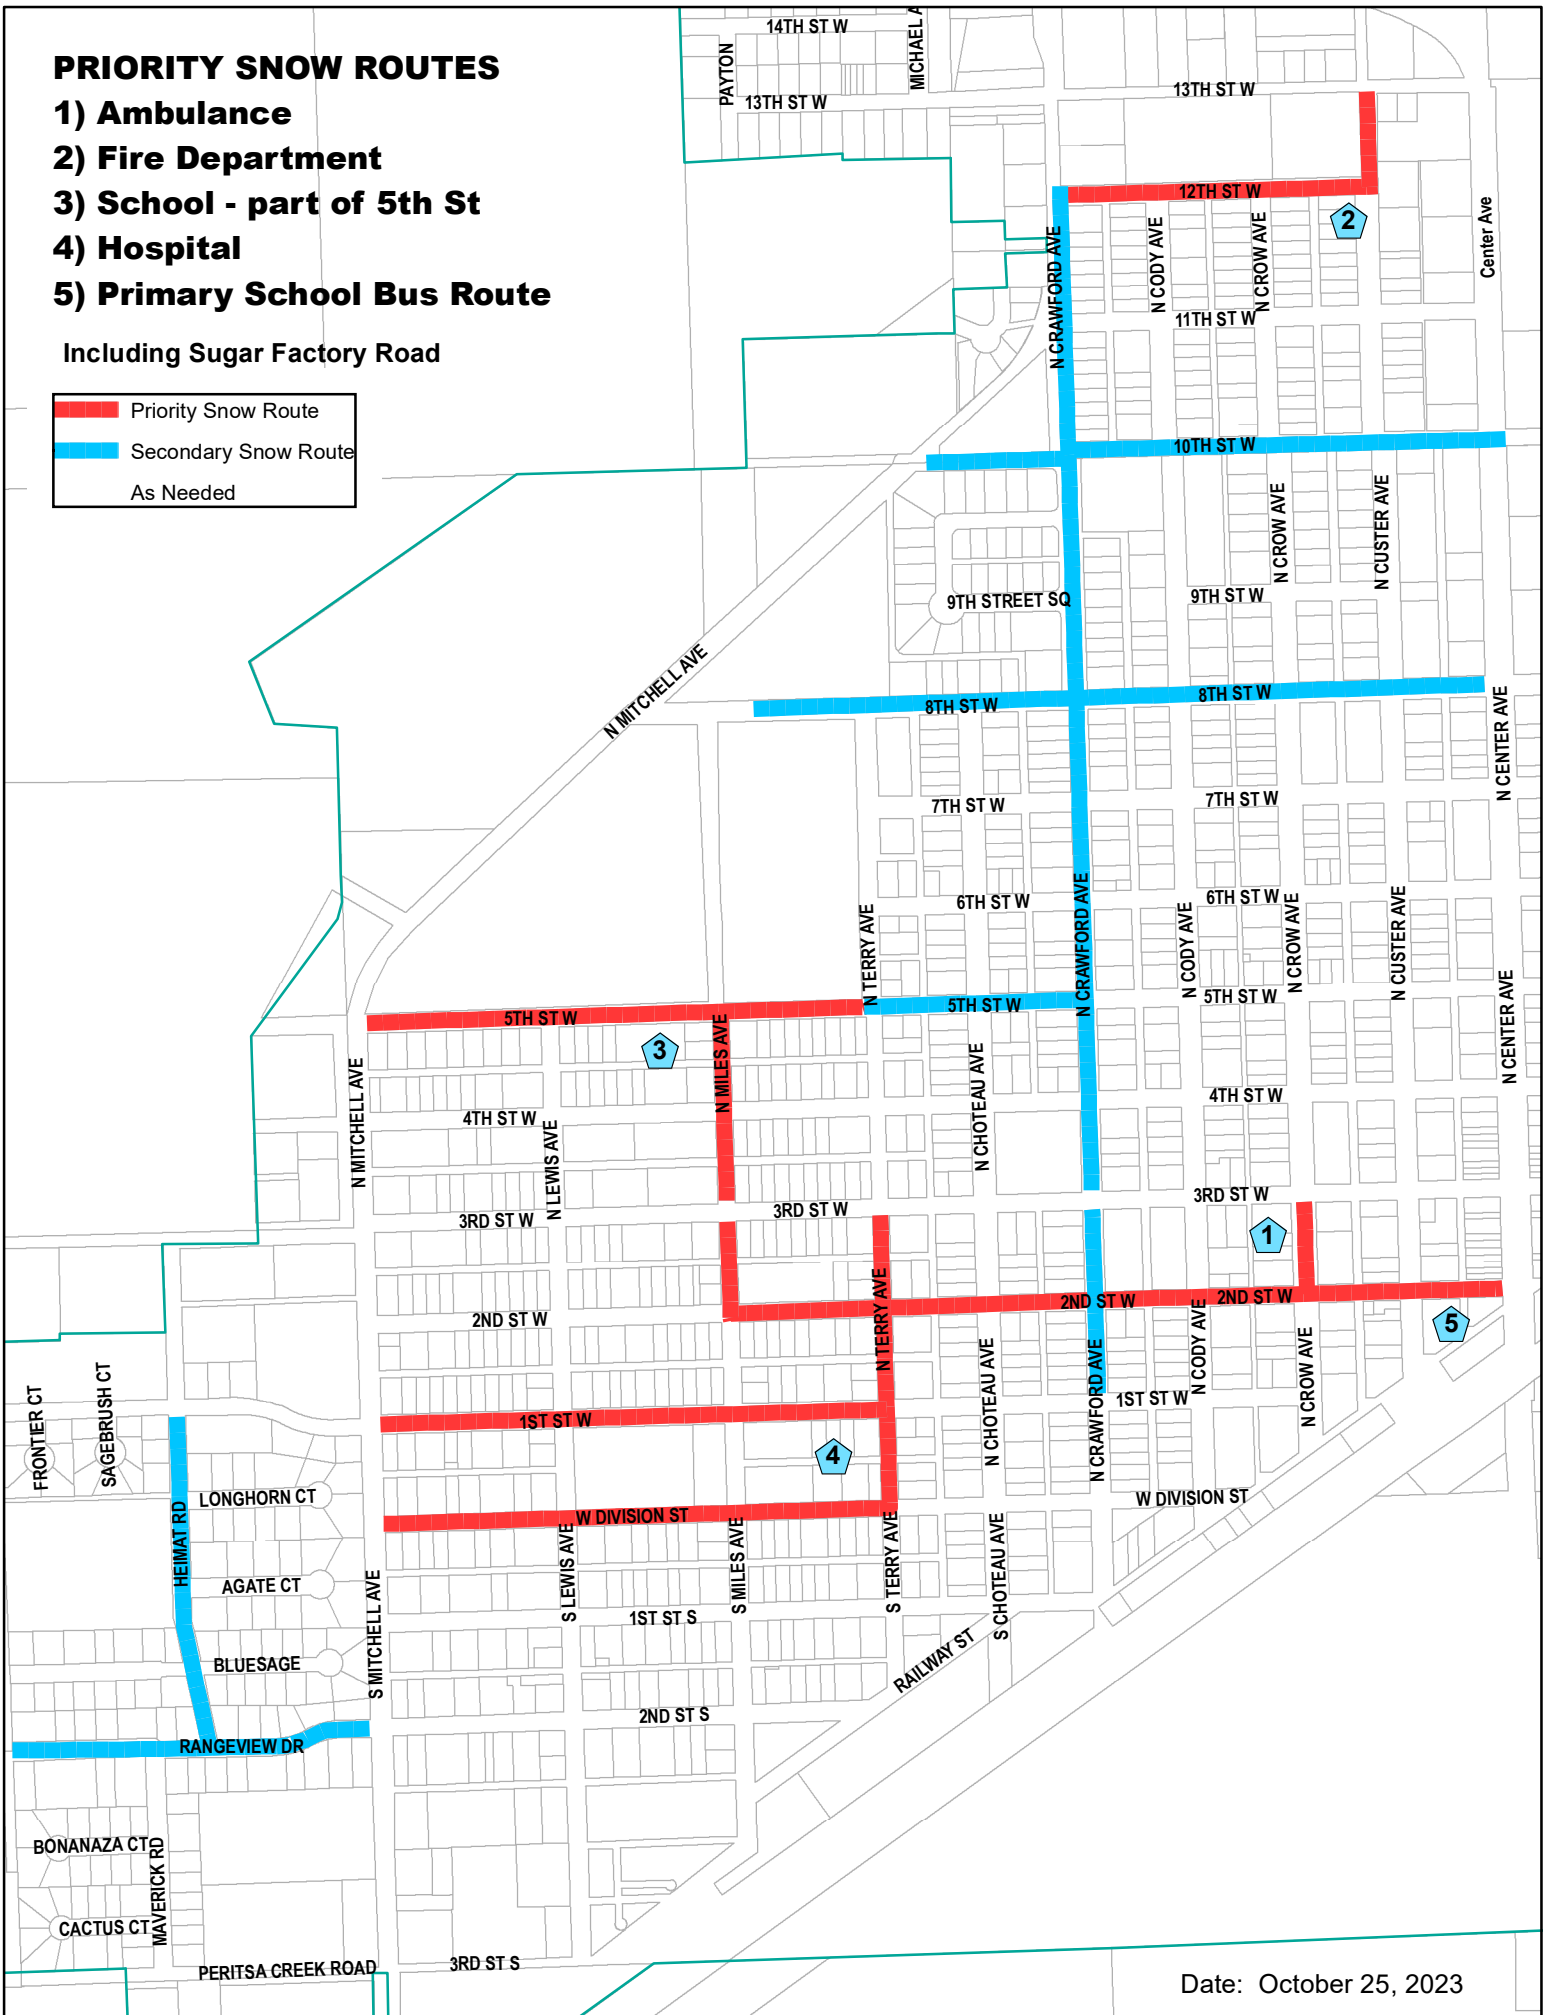 PRIORITY SNOW ROUTES
1) Ambulance
2) Fire Department
3) School - part of 5th St
4) Hospital
5) Primary School Bus Route
Including Sugar Factory Road
Priority Snow Route
Secondary Snow Route
As Needed
14TH ST W
PAYTON
MICHAEL A
13TH ST W
13TH ST W
12TH ST W
2
Center Ave
N CRAWFORD AVE
N CODY AVE
N CROW AVE
11TH ST W
10TH ST W
N CROW AVE
N CUSTER AVE
9TH STREET SQ
9TH ST W
N MITCHELL AVE
8TH ST W
8TH ST W
N CENTER AVE
7TH ST W
7TH ST W
6TH ST W
6TH ST W
N TERRY AVE
N CRAWFORD AVE
N CODY AVE
N CROW AVE
N CUSTER AVE
5TH ST W
5TH ST W
5TH ST W
N CENTER AVE
3
N MILES AVE
N CHOTEAU AVE
N MITCHELL AVE
4TH ST W
4TH ST W
N LEWIS AVE
3RD ST W
3RD ST W
3RD ST W
1
2ND ST W
N TERRY AVE
2ND ST W
2ND ST W
5
N CHOTEAU AVE
N CRAWFORD AVE
N CODY AVE
N CROW AVE
FRONTIER CT
SAGEBRUSH CT
1ST ST W
1ST ST W
4
LONGHORN CT
HEIMAT RD
W DIVISION ST
W DIVISION ST
S LEWIS AVE
S MILES AVE
S TERRY AVE
S CHOTEAU AVE
AGATE CT
S MITCHELL AVE
1ST ST S
BLUESAGE
RAILWAY ST
2ND ST S
RANGEVIEW DR
BONANAZA CT
MAVERICK RD
CACTUS CT
PERITSA CREEK ROAD
3RD ST S
Date: October 25, 2023